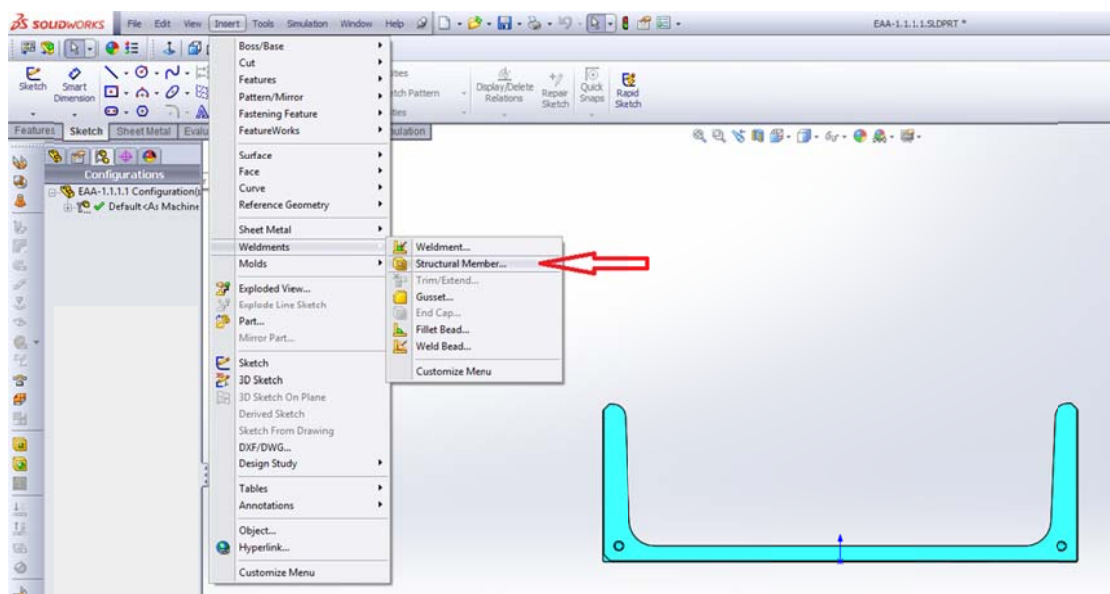 SOLIDWORKS File Edit View Insert Tools Simulation Window Help EAA-1.1.1.1.SLDPRT *
Sketch Smart Dimension
Display/Delete Relations Repair Sketch Quick Snaps Rapid Sketch
Features Sketch Sheet Metal Evalu
Configurations
EAA-1.1.1.1 Configuration(s
Default<As Machine
Boss/Base
Cut
Features
Pattern/Mirror
Fastening Feature
FeatureWorks
Surface
Face
Curve
Reference Geometry
Sheet Metal
Weldments
Molds
Exploded View...
Explode Line Sketch
Part...
Mirror Part...
Sketch
3D Sketch
3D Sketch On Plane
Derived Sketch
Sketch From Drawing
DXF/DWG...
Design Study
Tables
Annotations
Object...
Hyperlink...
Customize Menu
Weldment...
Structural Member...
Trim/Extend...
Gusset...
End Cap...
Fillet Bead...
Weld Bead...
Customize Menu